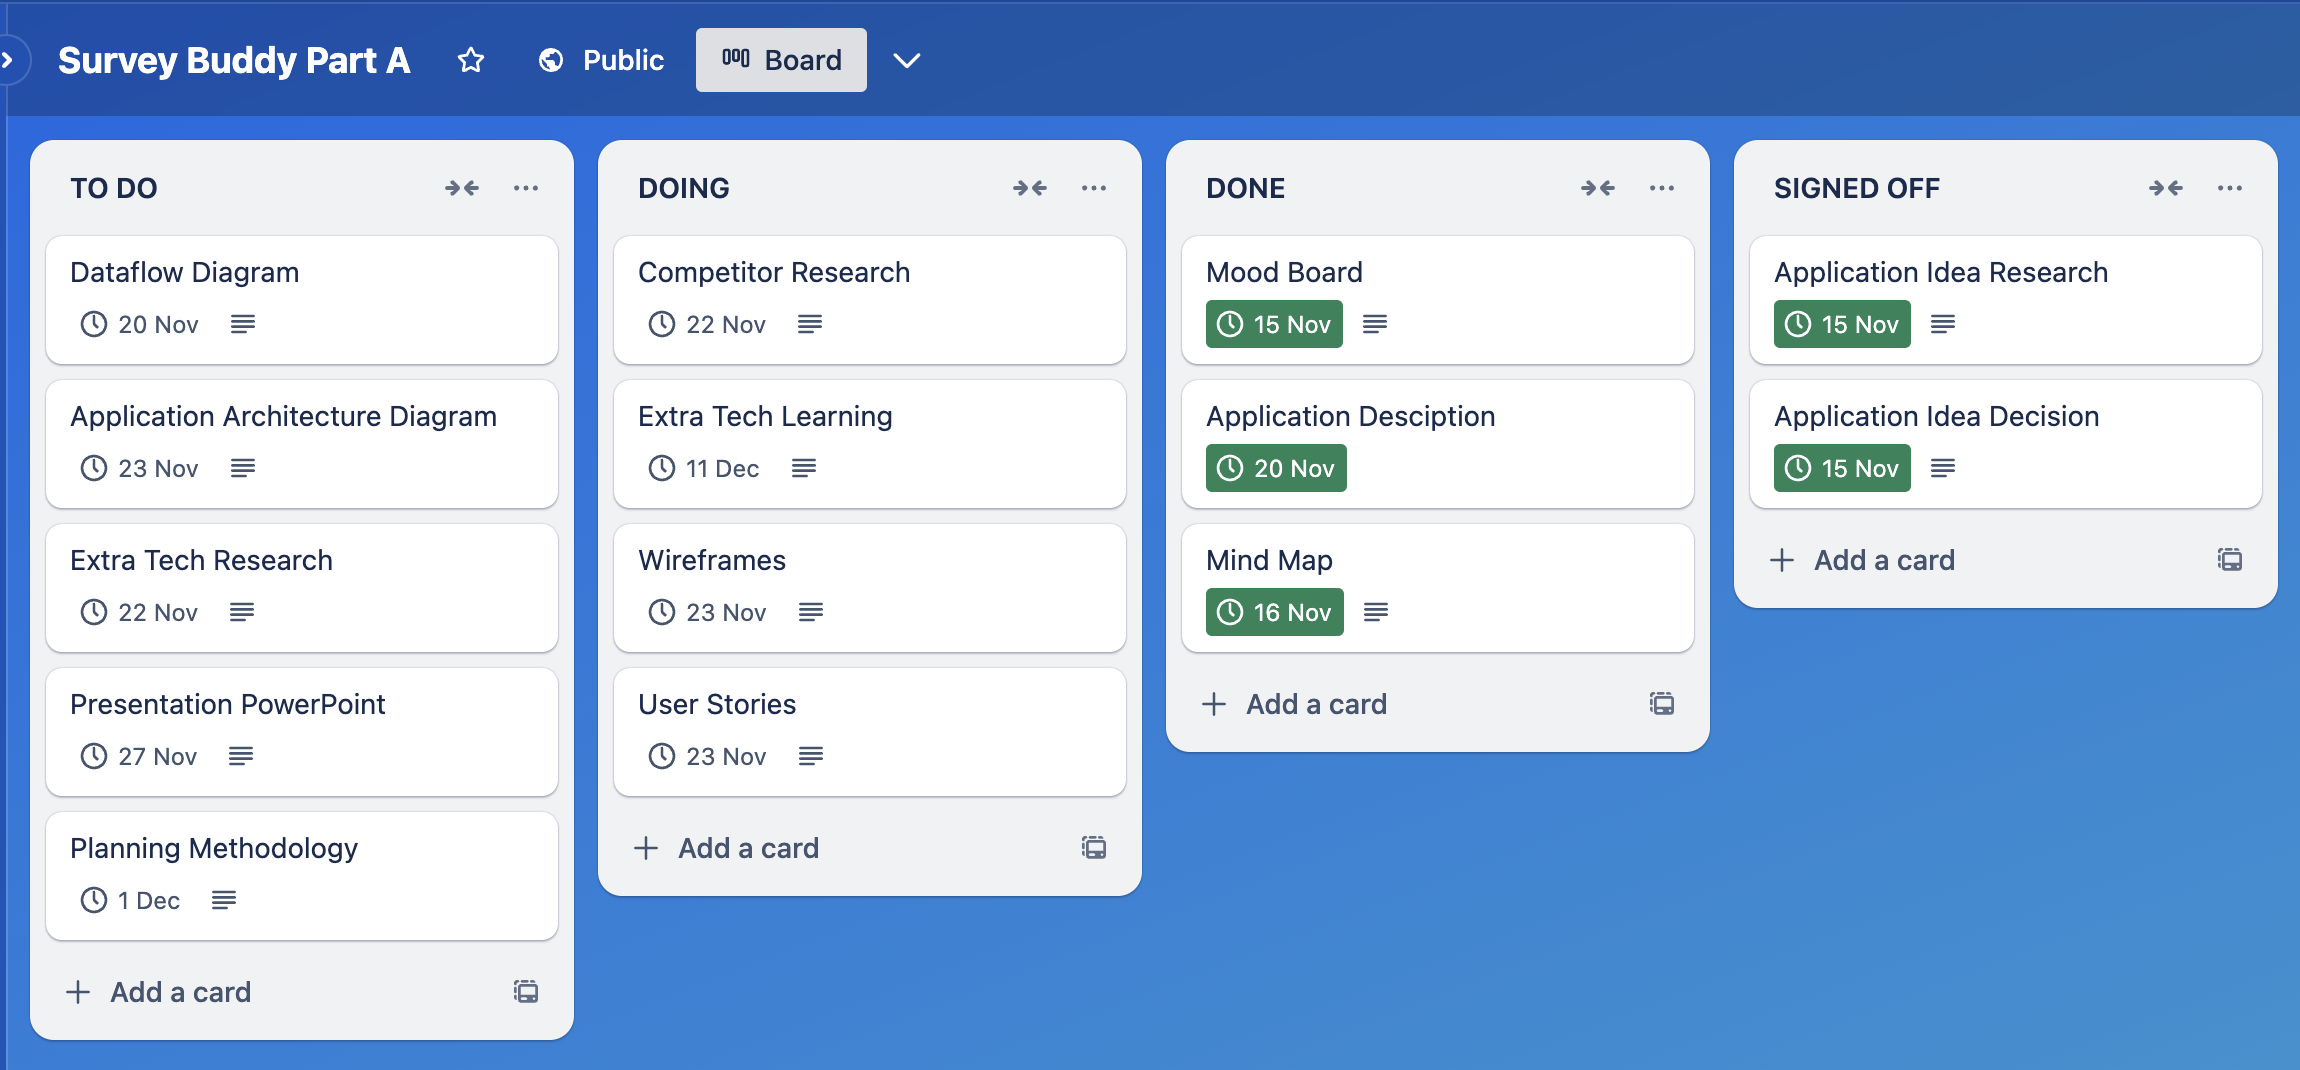 Survey Buddy Part A
Public
Board
TO DO
Dataflow Diagram
20 Nov
Application Architecture Diagram
23 Nov
Extra Tech Research
22 Nov
Presentation PowerPoint
27 Nov
Planning Methodology
1 Dec
Add a card
DOING
Competitor Research
22 Nov
Extra Tech Learning
11 Dec
Wireframes
23 Nov
User Stories
23 Nov
Add a card
DONE
Mood Board
15 Nov
Application Desciption
20 Nov
Mind Map
16 Nov
Add a card
SIGNED OFF
Application Idea Research
15 Nov
Application Idea Decision
15 Nov
Add a card